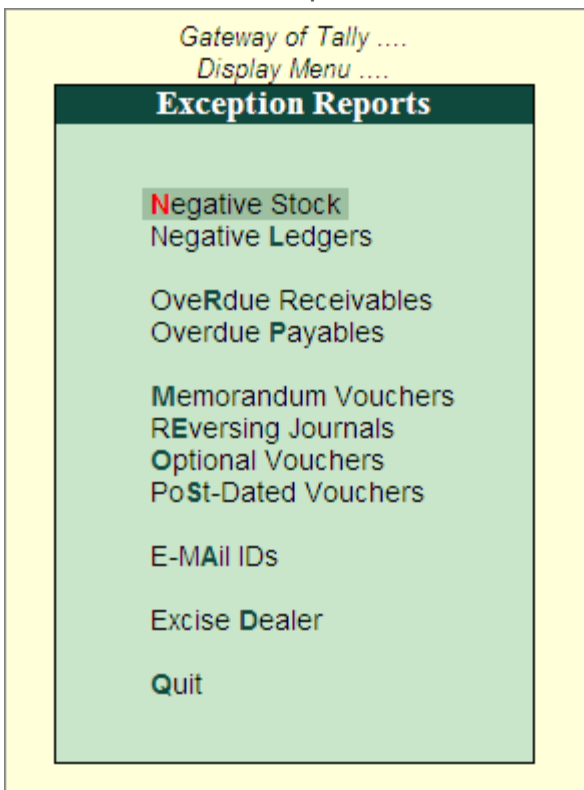 Gateway of Tally ....
Display Menu ....
Exception Reports
Negative Stock
Negative Ledgers
OveRdue Receivables
Overdue Payables
Memorandum Vouchers
REversing Journals
Optional Vouchers
PoSt-Dated Vouchers
E-MAil IDs
Excise Dealer
Quit